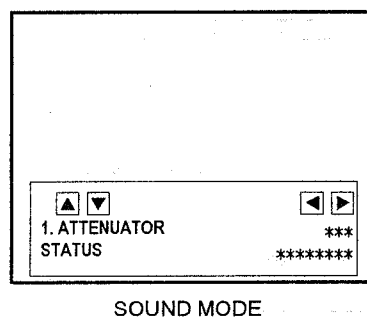 ▲ ▼ ◀ ▶
1. ATTENUATOR ***
STATUS ********
SOUND MODE